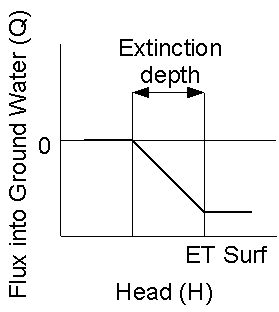 Extinction
depth
Flux into Ground Water (Q)
0
ET Surf
Head (H)